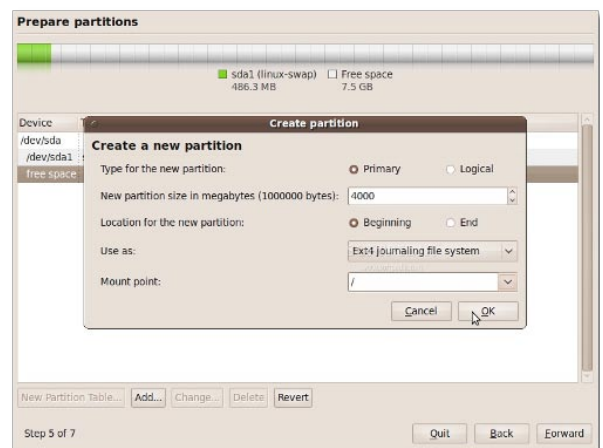 Prepare partitions
sda1 (linux-swap)
486.3 MB
Free space
7.5 GB
Device
/dev/sda
/dev/sda1
free space
Create partition
Create a new partition
Type for the new partition:
Primary
Logical
New partition size in megabytes (1000000 bytes):
4000
Location for the new partition:
Beginning
End
Use as:
Ext4 journaling file system
Mount point:
/
Cancel
OK
New Partition Table...
Add...
Change...
Delete
Revert
Step 5 of 7
Quit
Back
Forward